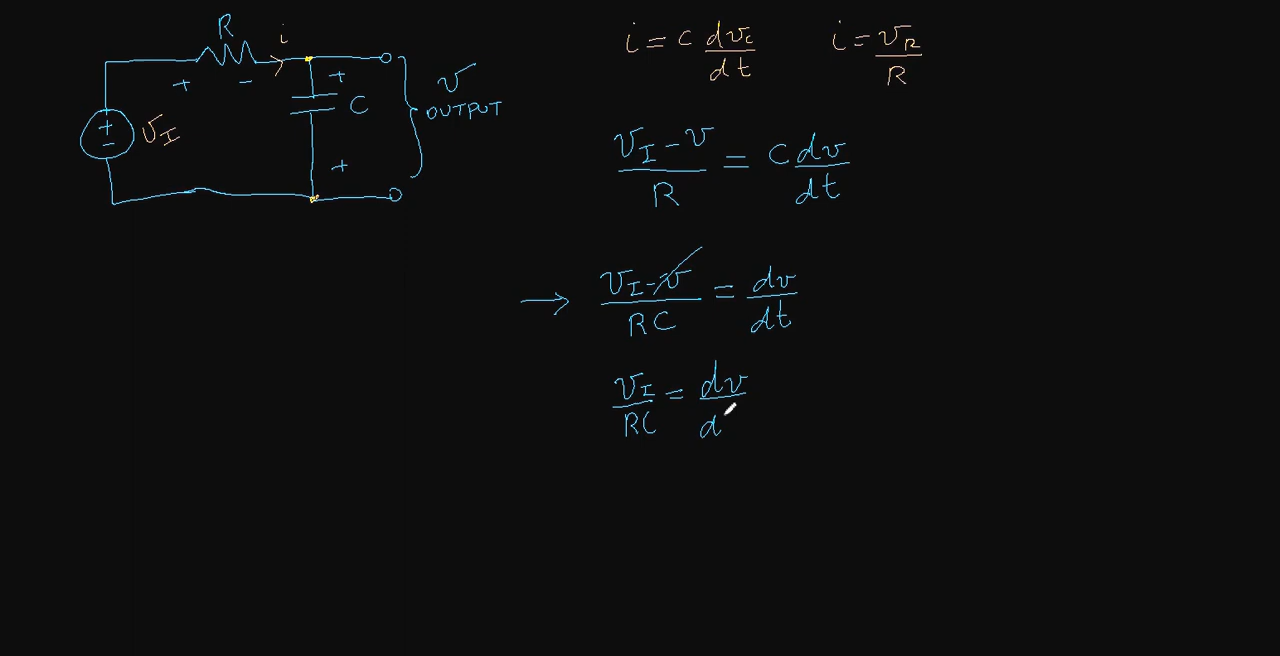 R
i
+ -
+
C
+
-
v_I
+
v
OUTPUT
i = C dv_c/dt
i = v_R/R
(v_I - v)/R = C dv/dt
→ (v_I - v)/RC = dv/dt
v_I/RC = dv/d